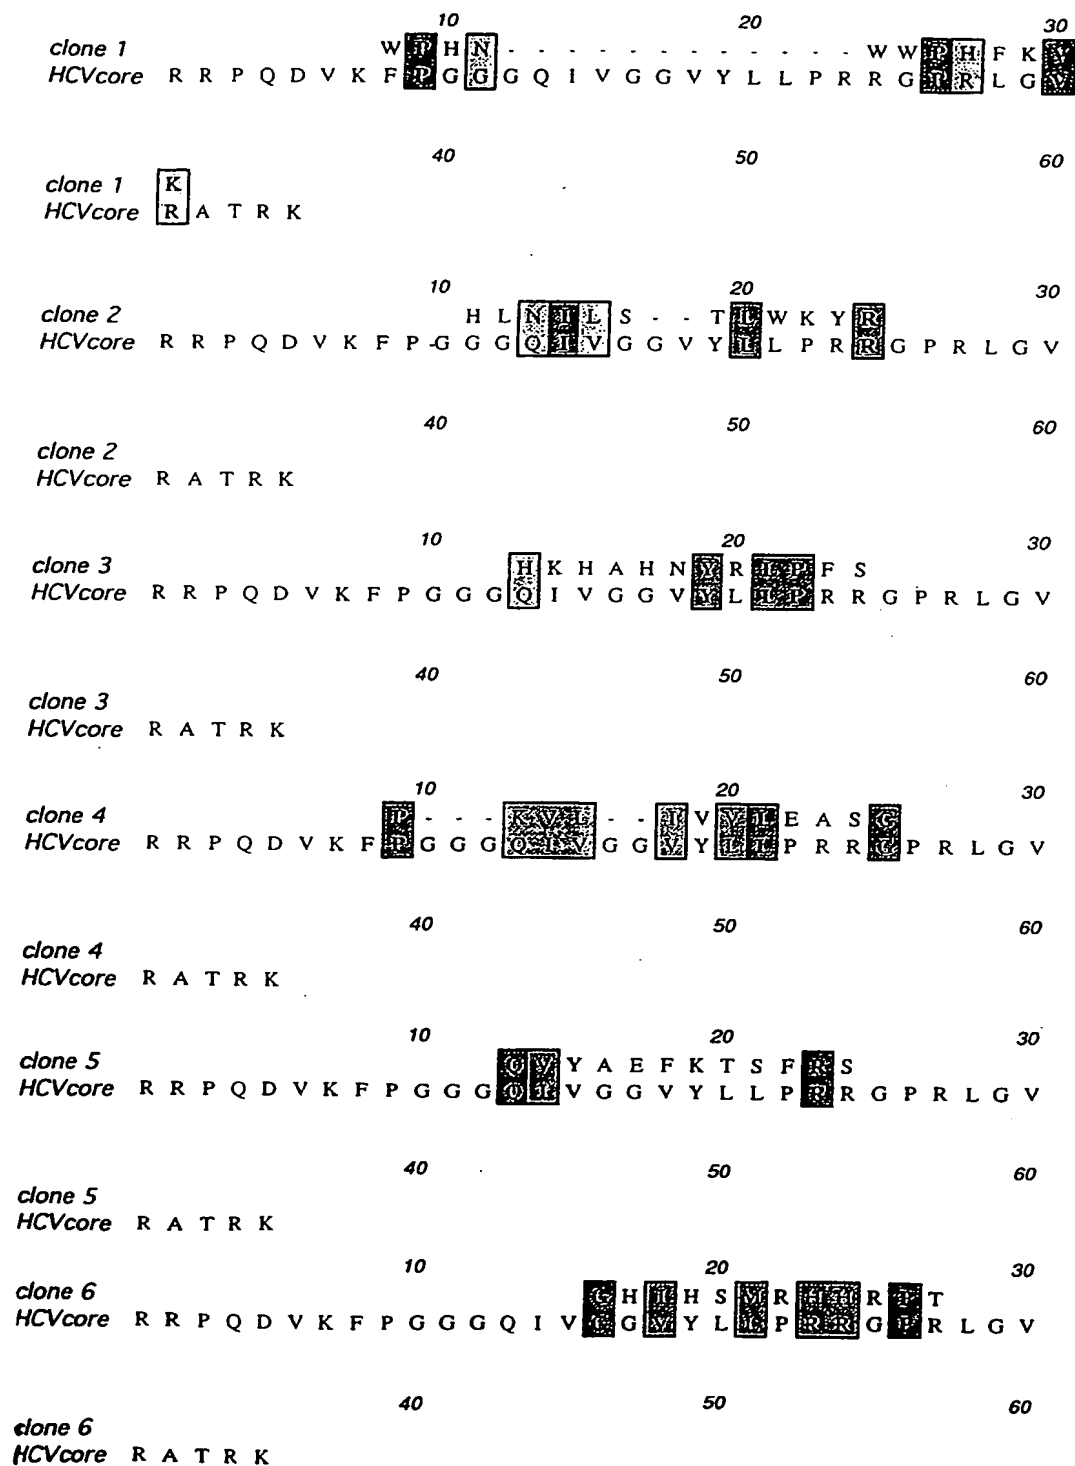 10 20 30
clone 1 W P H N - - - - - - - - - - - - W W P H F K V
HCVcore R R P Q D V K F P G G G Q I V G G V Y L L P R R G P R L G V
40 50 60
clone 1 K
HCVcore R A T R K
10 20 30
clone 2 H L N I L S - - T L W K Y R
HCVcore R R P Q D V K F P G G G Q I V G G V Y L L P R R G P R L G V
40 50 60
clone 2
HCVcore R A T R K
10 20 30
clone 3 H K H A H N Y R L P F S
HCVcore R R P Q D V K F P G G G Q I V G G V Y L L P R R G P R L G V
40 50 60
clone 3
HCVcore R A T R K
10 20 30
clone 4 P - - - K V L - - I V V L E A S G
HCVcore R R P Q D V K F P G G G Q I V G G V Y L L P R R G P R L G V
40 50 60
clone 4
HCVcore R A T R K
10 20 30
clone 5 Q V Y A E F K T S F R S
HCVcore R R P Q D V K F P G G G Q I V G G V Y L L P R R G P R L G V
40 50 60
clone 5
HCVcore R A T R K
10 20 30
clone 6 G H I H S M R H H R P T
HCVcore R R P Q D V K F P G G G Q I V G G V Y L L P R R G P R L G V
40 50 60
clone 6
HCVcore R A T R K